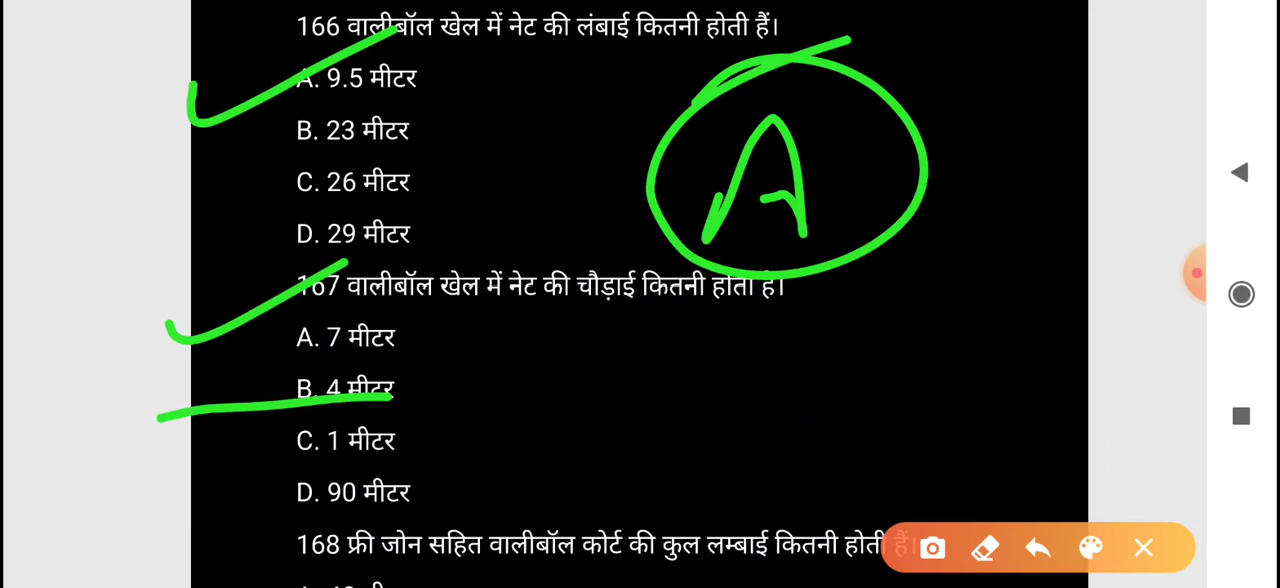 166 वालीबॉल खेल में नेट की लंबाई कितनी होती हैं।
A. 9.5 मीटर
A
B. 23 मीटर
C. 26 मीटर
D. 29 मीटर
167 वालीबॉल खेल में नेट की चौड़ाई कितनी होती है।
A. 7 मीटर
B. 4 मीटर
C. 1 मीटर
D. 90 मीटर
168 फ्री जोन सहित वालीबॉल कोर्ट की कुल लम्बाई कितनी होती हैं।